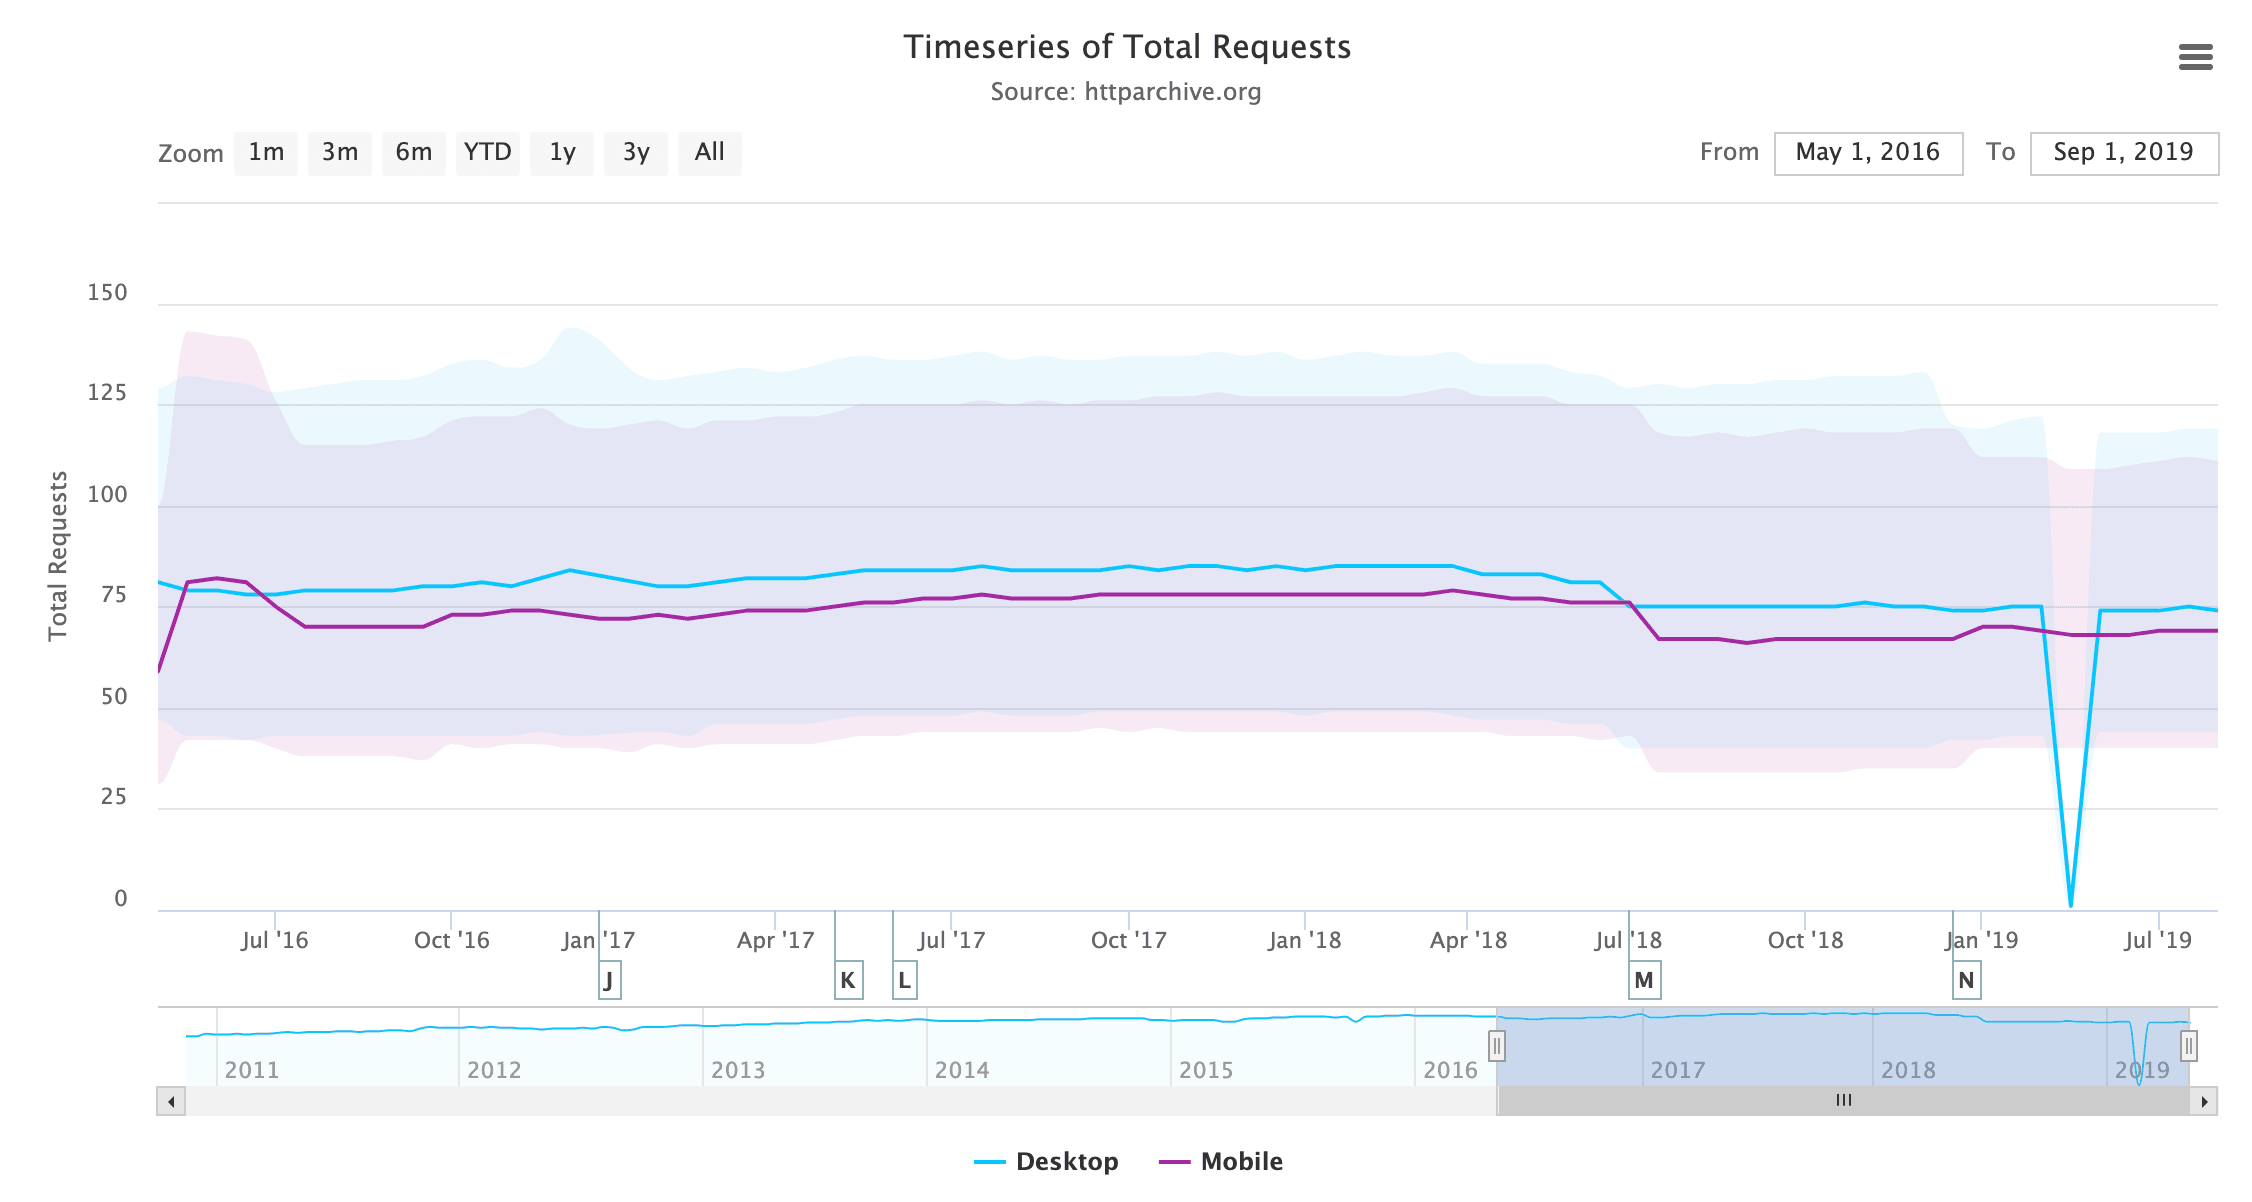 Timeseries of Total Requests
Source: httparchive.org
Zoom 1m 3m 6m YTD 1y 3y All From May 1, 2016 To Sep 1, 2019
Total Requests
150
125
100
75
50
25
0
Jul '16 Oct '16 Jan '17 Apr '17 Jul '17 Oct '17 Jan '18 Apr '18 Jul '18 Oct '18 Jan '19 Jul '19
J K L M N
2011 2012 2013 2014 2015 2016 2017 2018 2019
Desktop Mobile